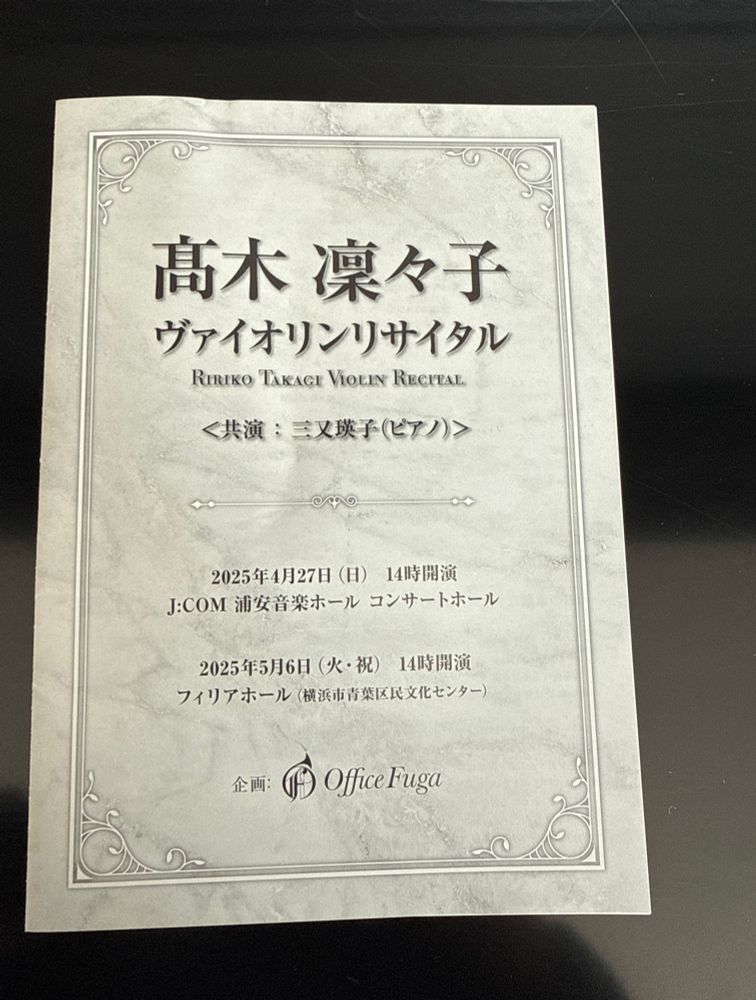 髙木 凜々子
ヴァイオリンリサイタル
Ririko Takagi Violin Recital
＜共演 : 三又瑛子(ピアノ)＞
2025年4月27日（日） 14時開演
J:COM 浦安音楽ホール コンサートホール
2025年5月6日（火・祝） 14時開演
フィリアホール（横浜市青葉区民文化センター）
企画: Office Fuga